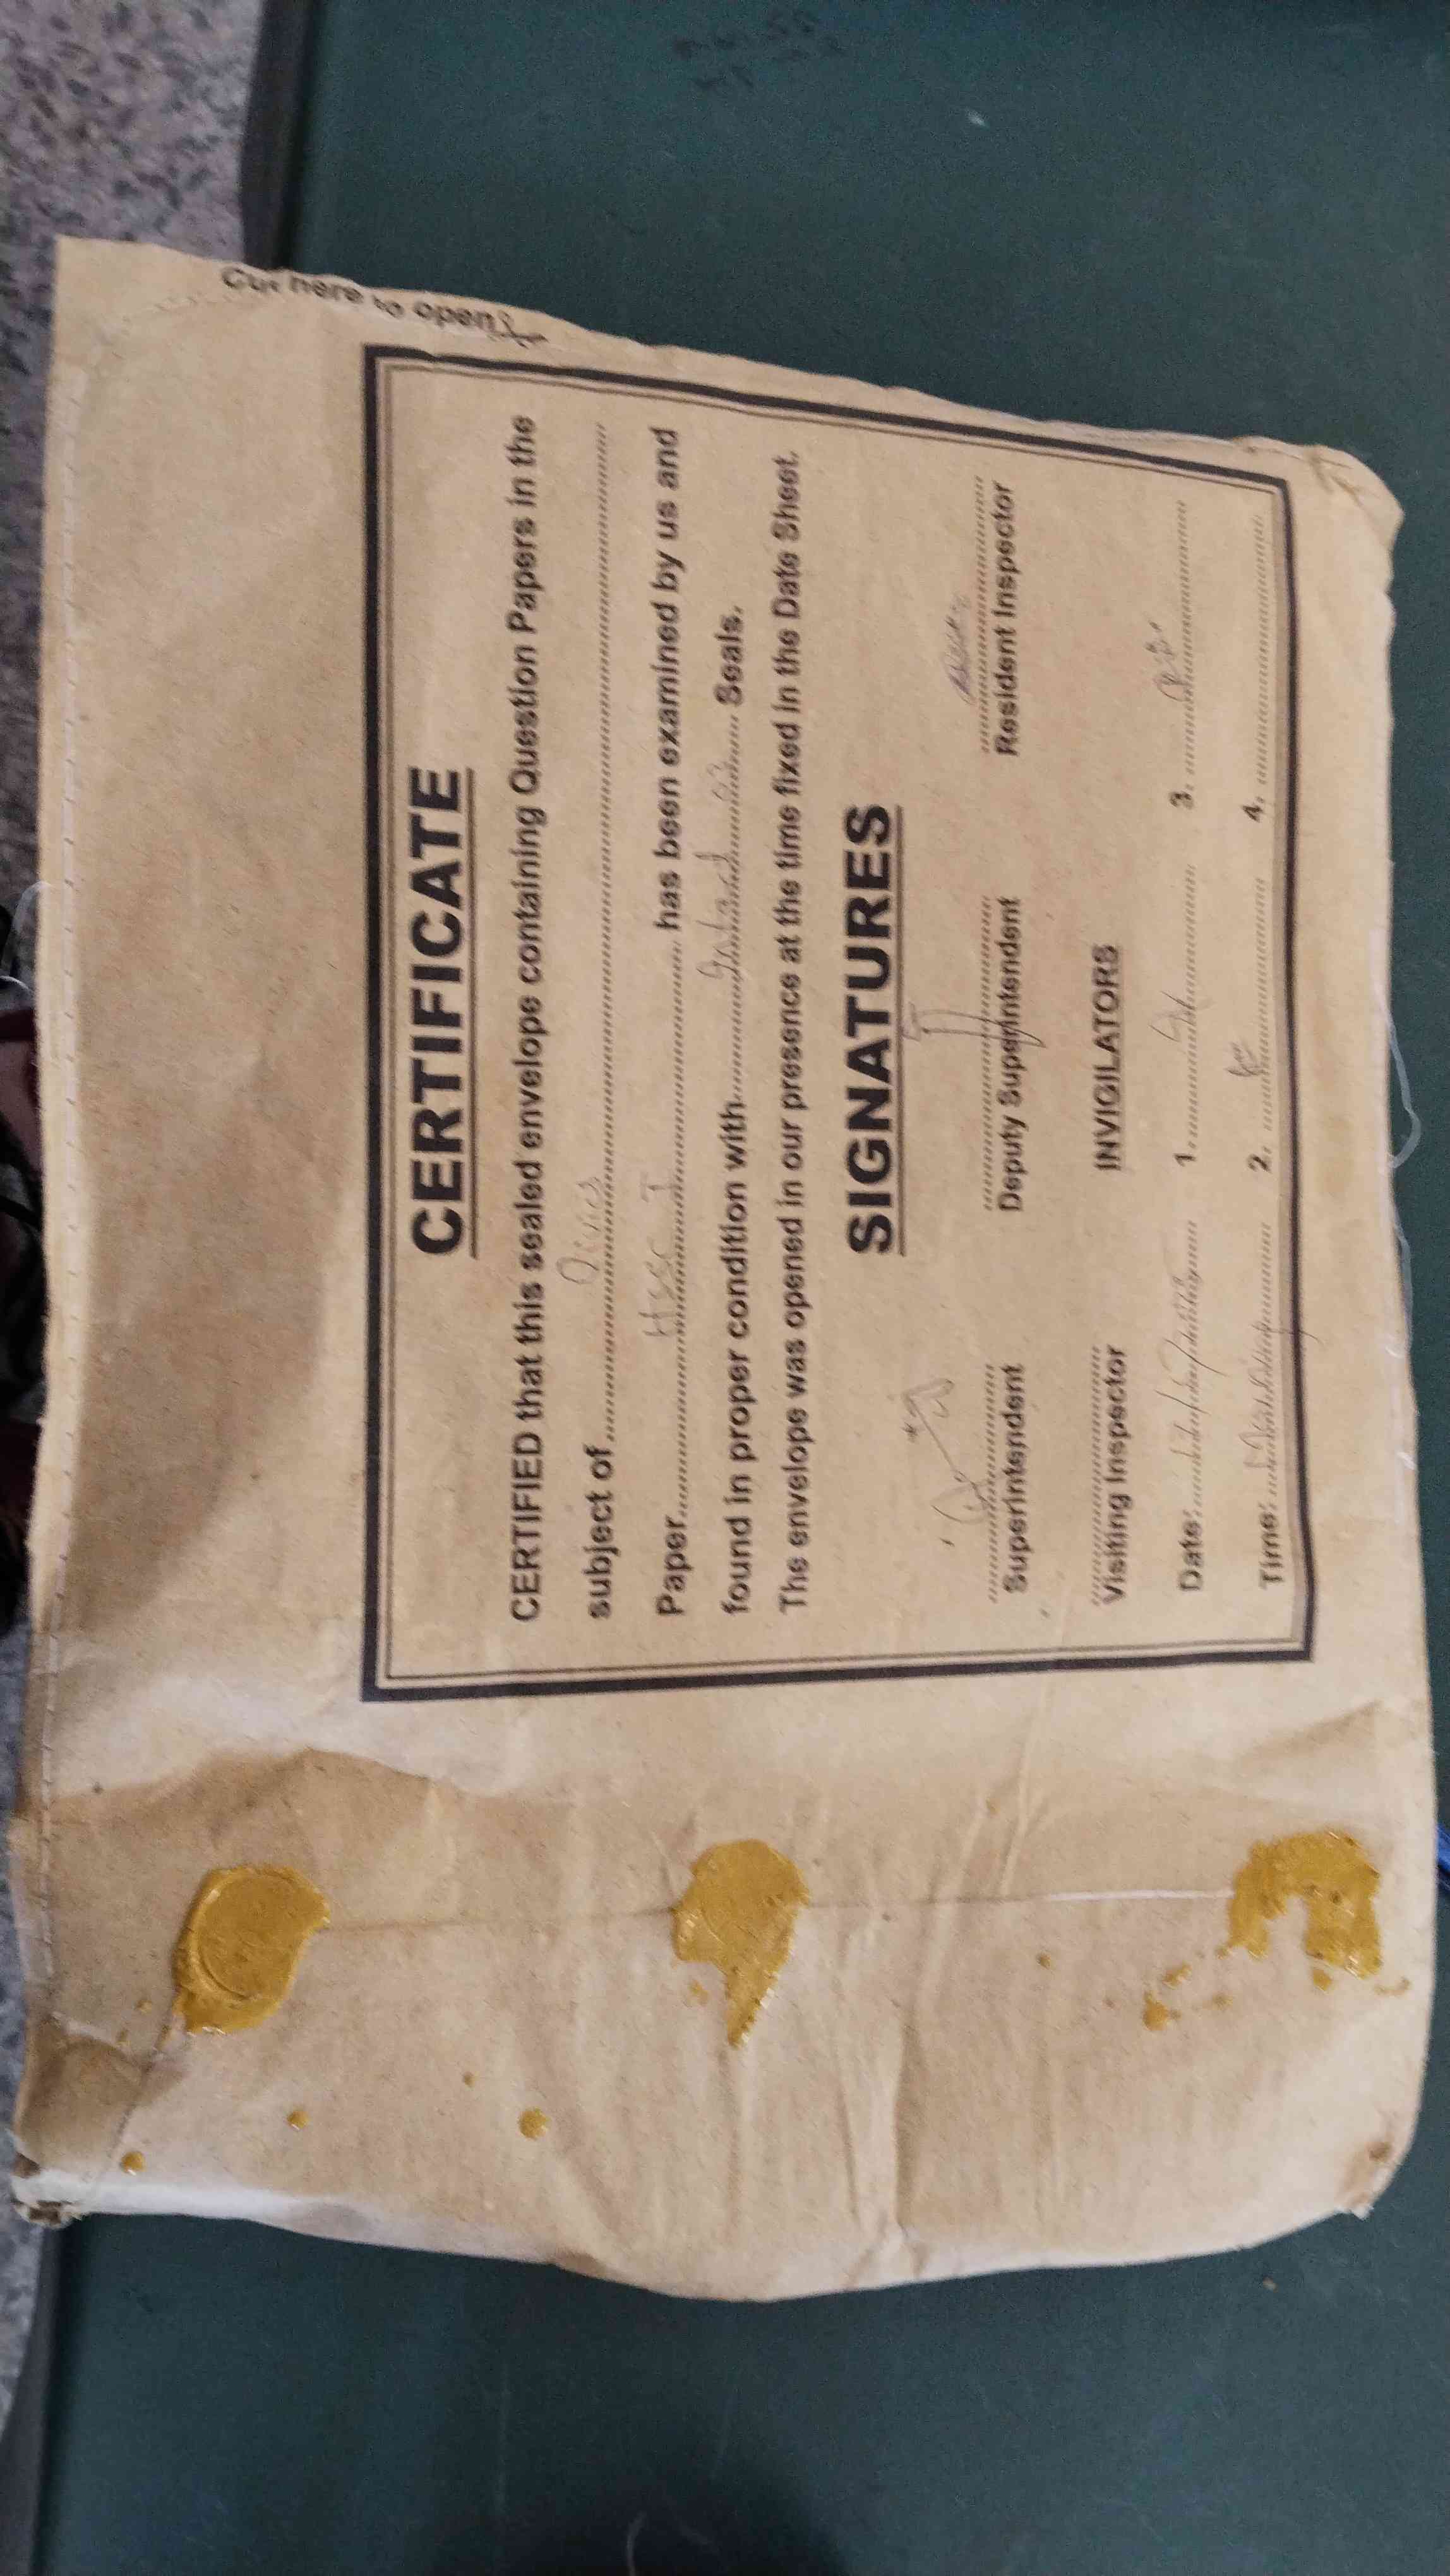 Cut here to open
CERTIFICATE
CERTIFIED that this sealed envelope containing Question Papers in the
subject of
Paper HSSC I has been examined by us and
found in proper condition with Intact Seals.
The envelope was opened in our presence at the time fixed in the Date Sheet.
SIGNATURES
Superintendent Deputy Superintendent Resident Inspector
Visiting Inspector INVIGILATORS
Date: 1. 3.
Time: 2. 4.